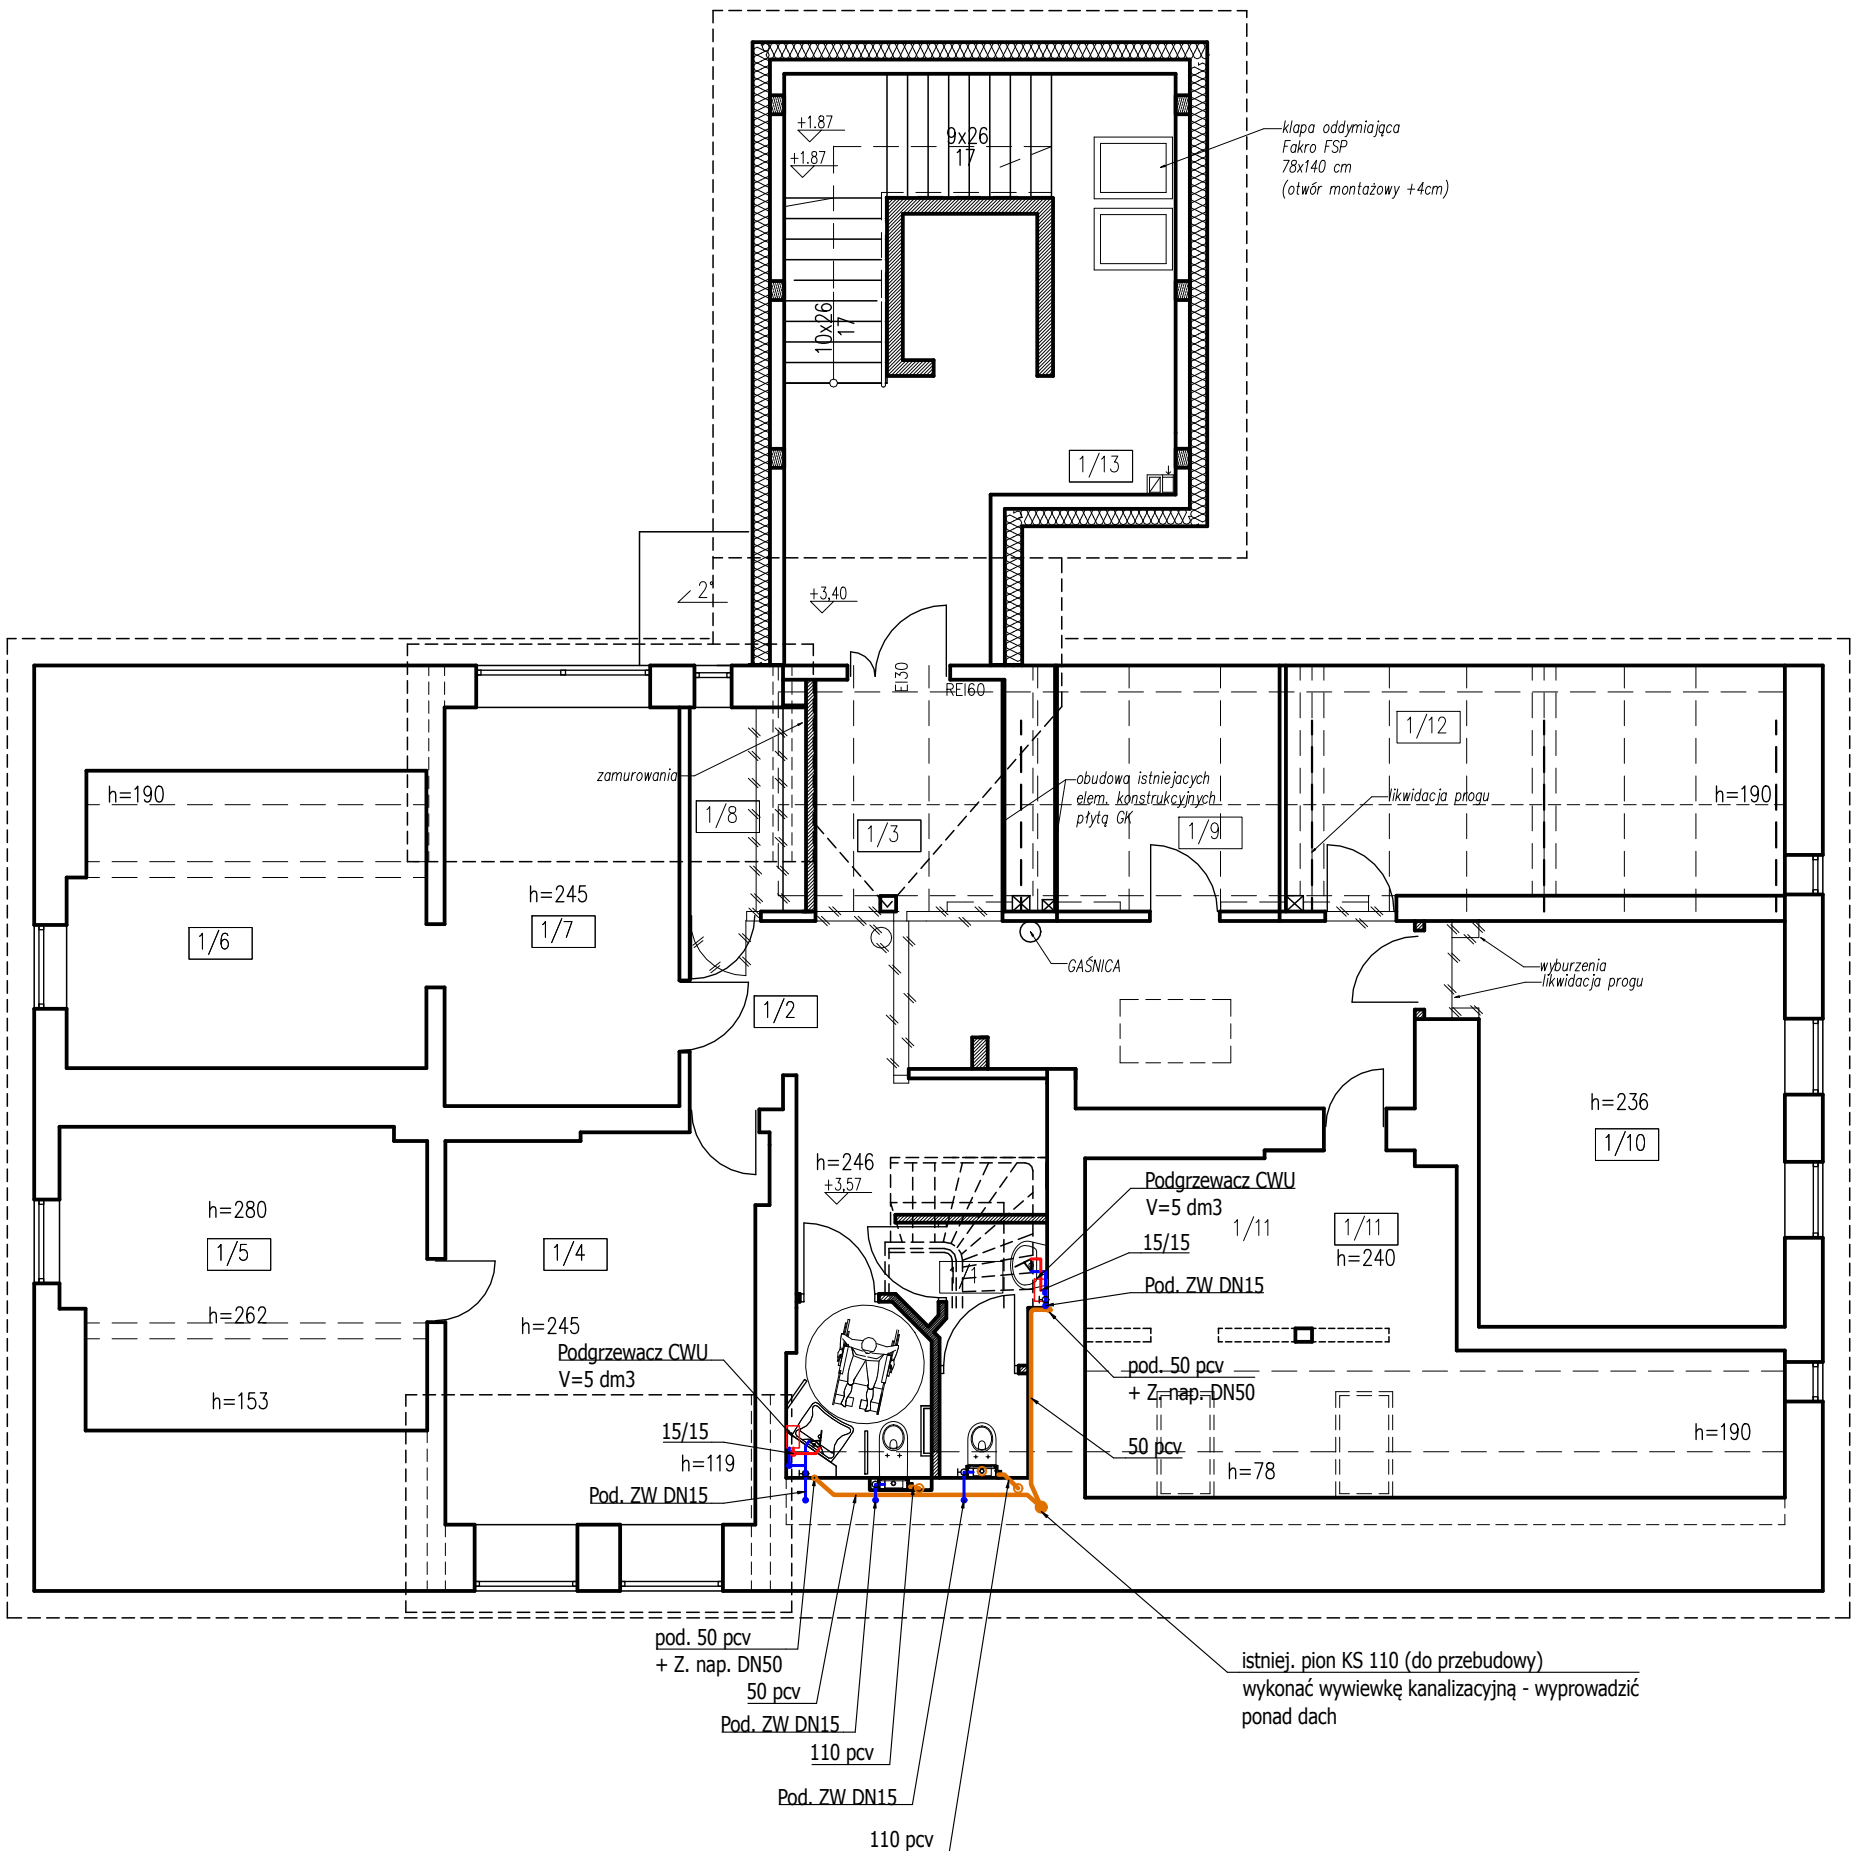 +1.87
+1.87
9x26
17
10x26
17
klapa oddymiająca
Fakro FSP
78x140 cm
(otwór montażowy +4cm)
1/13
2°
+3,40
EI30
REI60
zamurowania
h=190
1/8
1/3
obudowa istniejacych
elem. konstrukcyjnych
płytą GK
1/9
likwidacja progu
1/12
h=190
h=245
1/7
1/6
1/2
GAŚNICA
wyburzenia
likwidacja progu
h=236
1/10
h=246
+3,57
h=280
1/5
h=262
h=153
1/4
h=245
Podgrzewacz CWU
V=5 dm3
15/15
h=119
Pod. ZW DN15
Podgrzewacz CWU
V=5 dm3
1/11
1/11
h=240
15/15
Pod. ZW DN15
pod. 50 pcv
+ Z. nap. DN50
50 pcv
h=78
h=190
pod. 50 pcv
+ Z. nap. DN50
50 pcv
Pod. ZW DN15
110 pcv
Pod. ZW DN15
110 pcv
istniej. pion KS 110 (do przebudowy)
wykonać wywiewkę kanalizacyjną - wyprowadzić
ponad dach